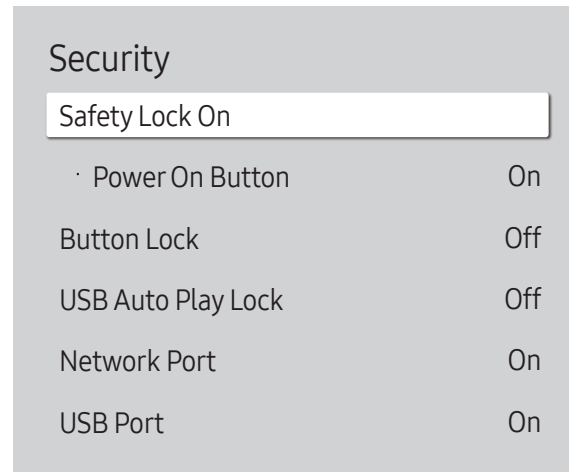 Security
Safety Lock On
· Power On Button On
Button Lock Off
USB Auto Play Lock Off
Network Port On
USB Port On